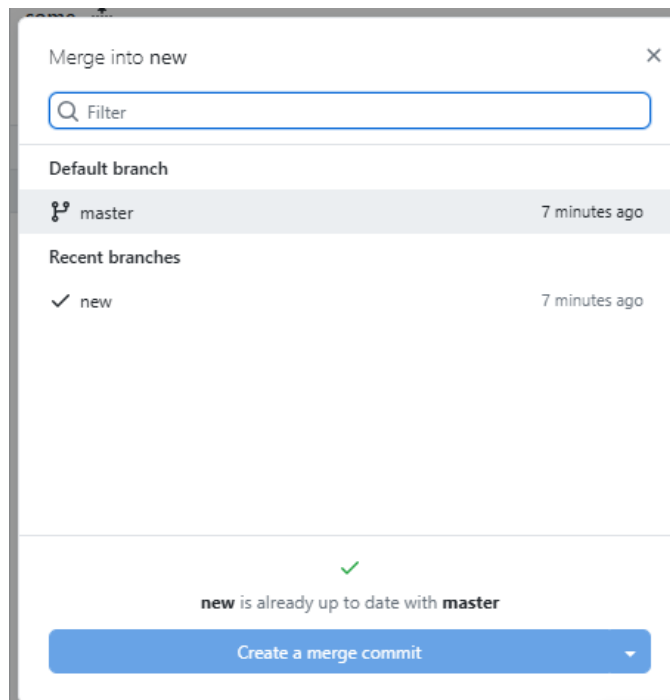 some
Merge into new
Filter
Default branch
master 7 minutes ago
Recent branches
new 7 minutes ago
new is already up to date with master
Create a merge commit